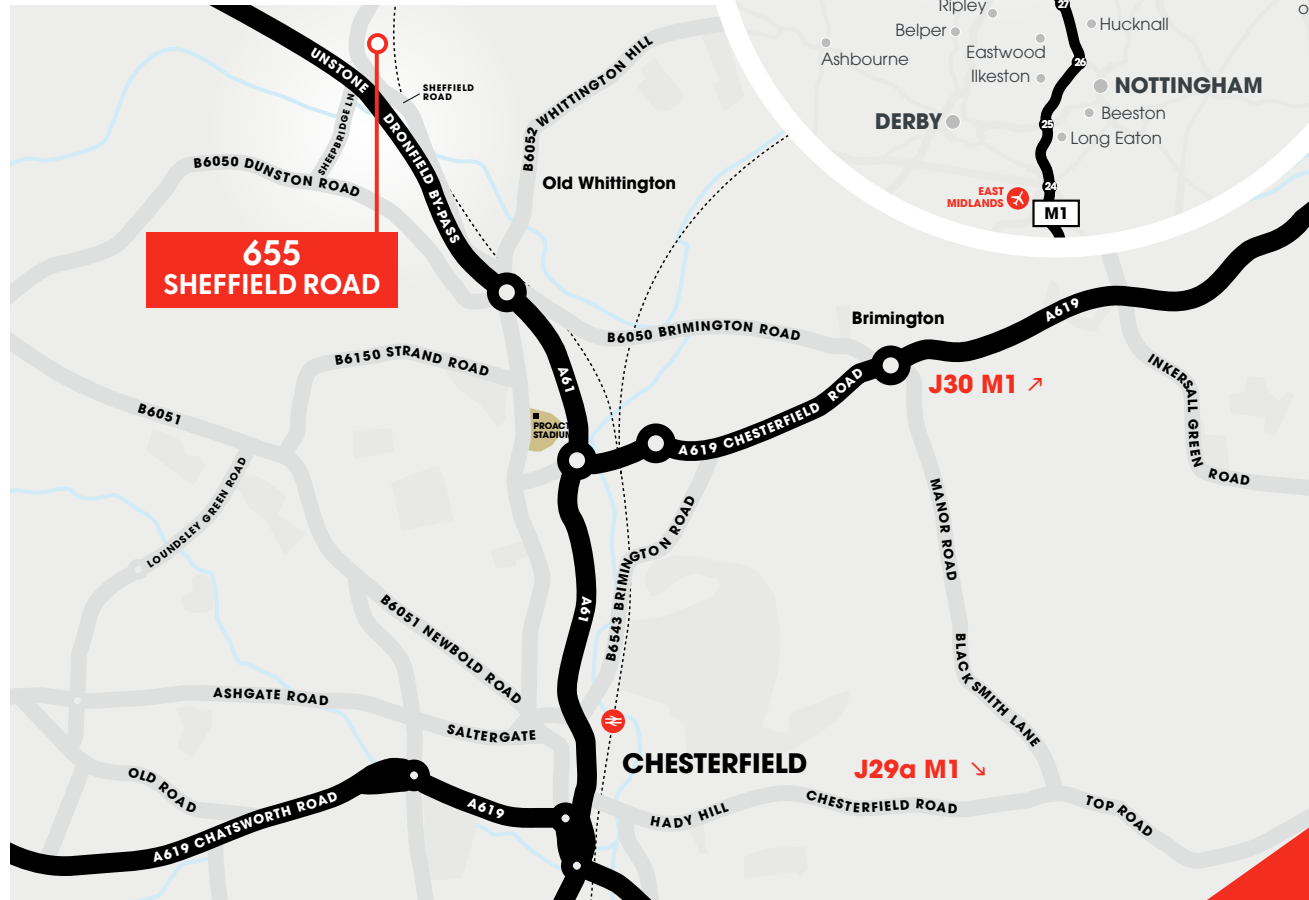 27
Ripley
Hucknall
Belper
Eastwood
26
Ashbourne
Ilkeston
NOTTINGHAM
Beeston
DERBY
25
Long Eaton
24
EAST
MIDLANDS
M1
UNSTONE
DRONFIELD BY-PASS
SHEFFIELD
ROAD
SHEEPBRIDGE LN
B6052 WHITTINGTON HILL
B6050 DUNSTON ROAD
Old Whittington
655
SHEFFIELD ROAD
A619
Brimington
B6050 BRIMINGTON ROAD
B6150 STRAND ROAD
A61
J30 M1
INKERSALL GREEN ROAD
B6051
PROACT
STADIUM
A619 CHESTERFIELD ROAD
LOUNDSLEY GREEN ROAD
MANOR ROAD
B6543 BRIMINGTON ROAD
A61
B6051 NEWBOLD ROAD
BLACKSMITH LANE
ASHGATE ROAD
SALTERGATE
CHESTERFIELD
J29a M1
OLD ROAD
A619 CHATSWORTH ROAD
A619
HADY HILL
CHESTERFIELD ROAD
TOP ROAD